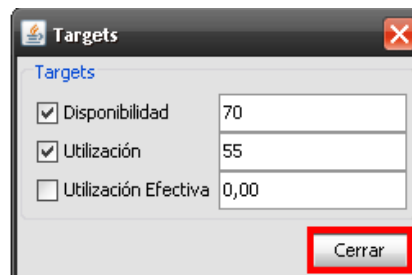 Targets
Targets
Disponibilidad 70
Utilización 55
Utilización Efectiva 0,00
Cerrar